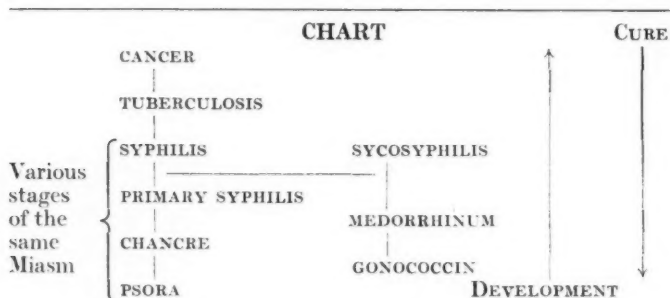 CHART CURE
CANCER
TUBERCULOSIS
SYPHILIS SYCOSYPHILIS
Various
stages
of the
same
Miasm
PRIMARY SYPHILIS
MEDORRHINUM
CHANCRE
GONOCOCCIN
PSORA DEVELOPMENT